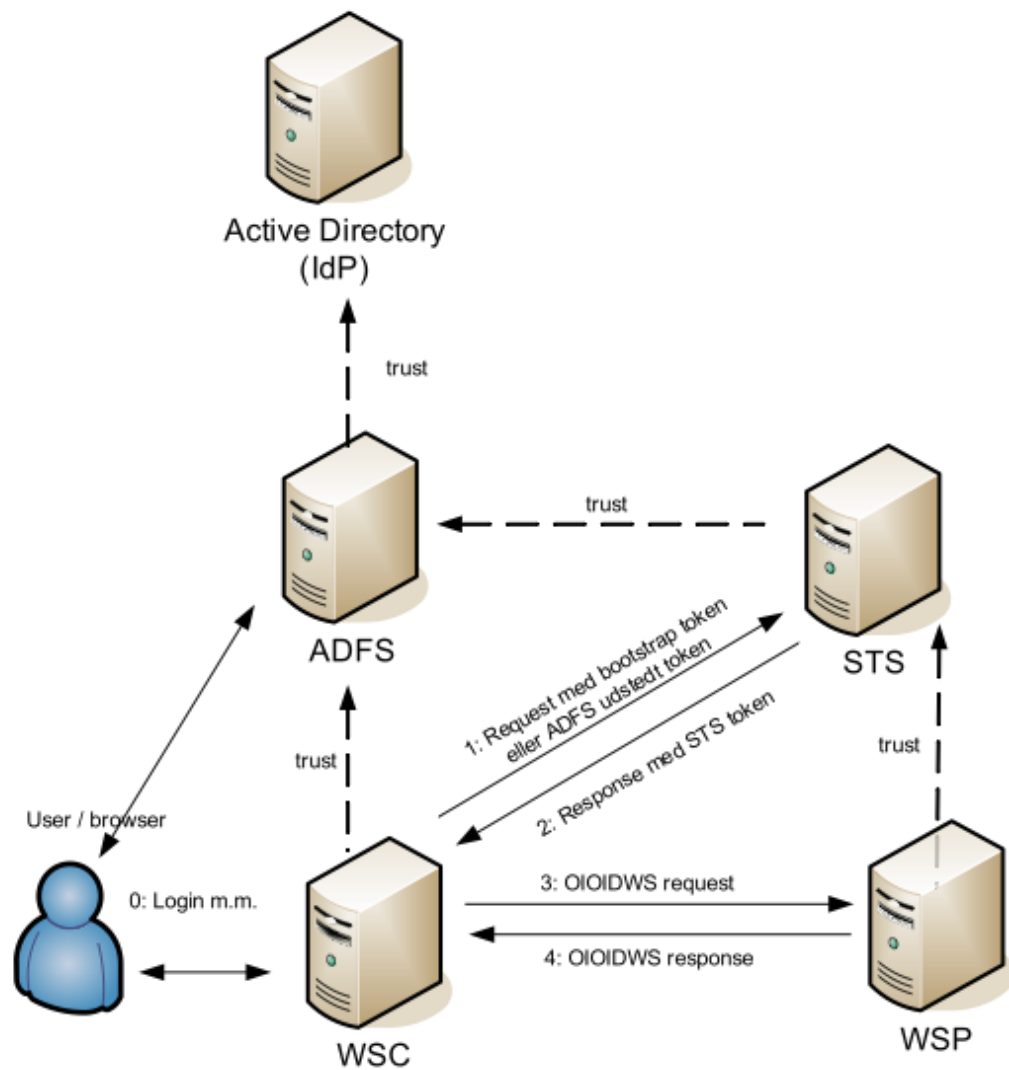 Active Directory
(IdP)
trust
trust
ADFS
STS
1: Request med bootstrap token
eller ADFS udstedt token
2: Response med STS token
trust
trust
User / browser
0: Login m.m.
3: OIOIDWS request
4: OIOIDWS response
WSC
WSP